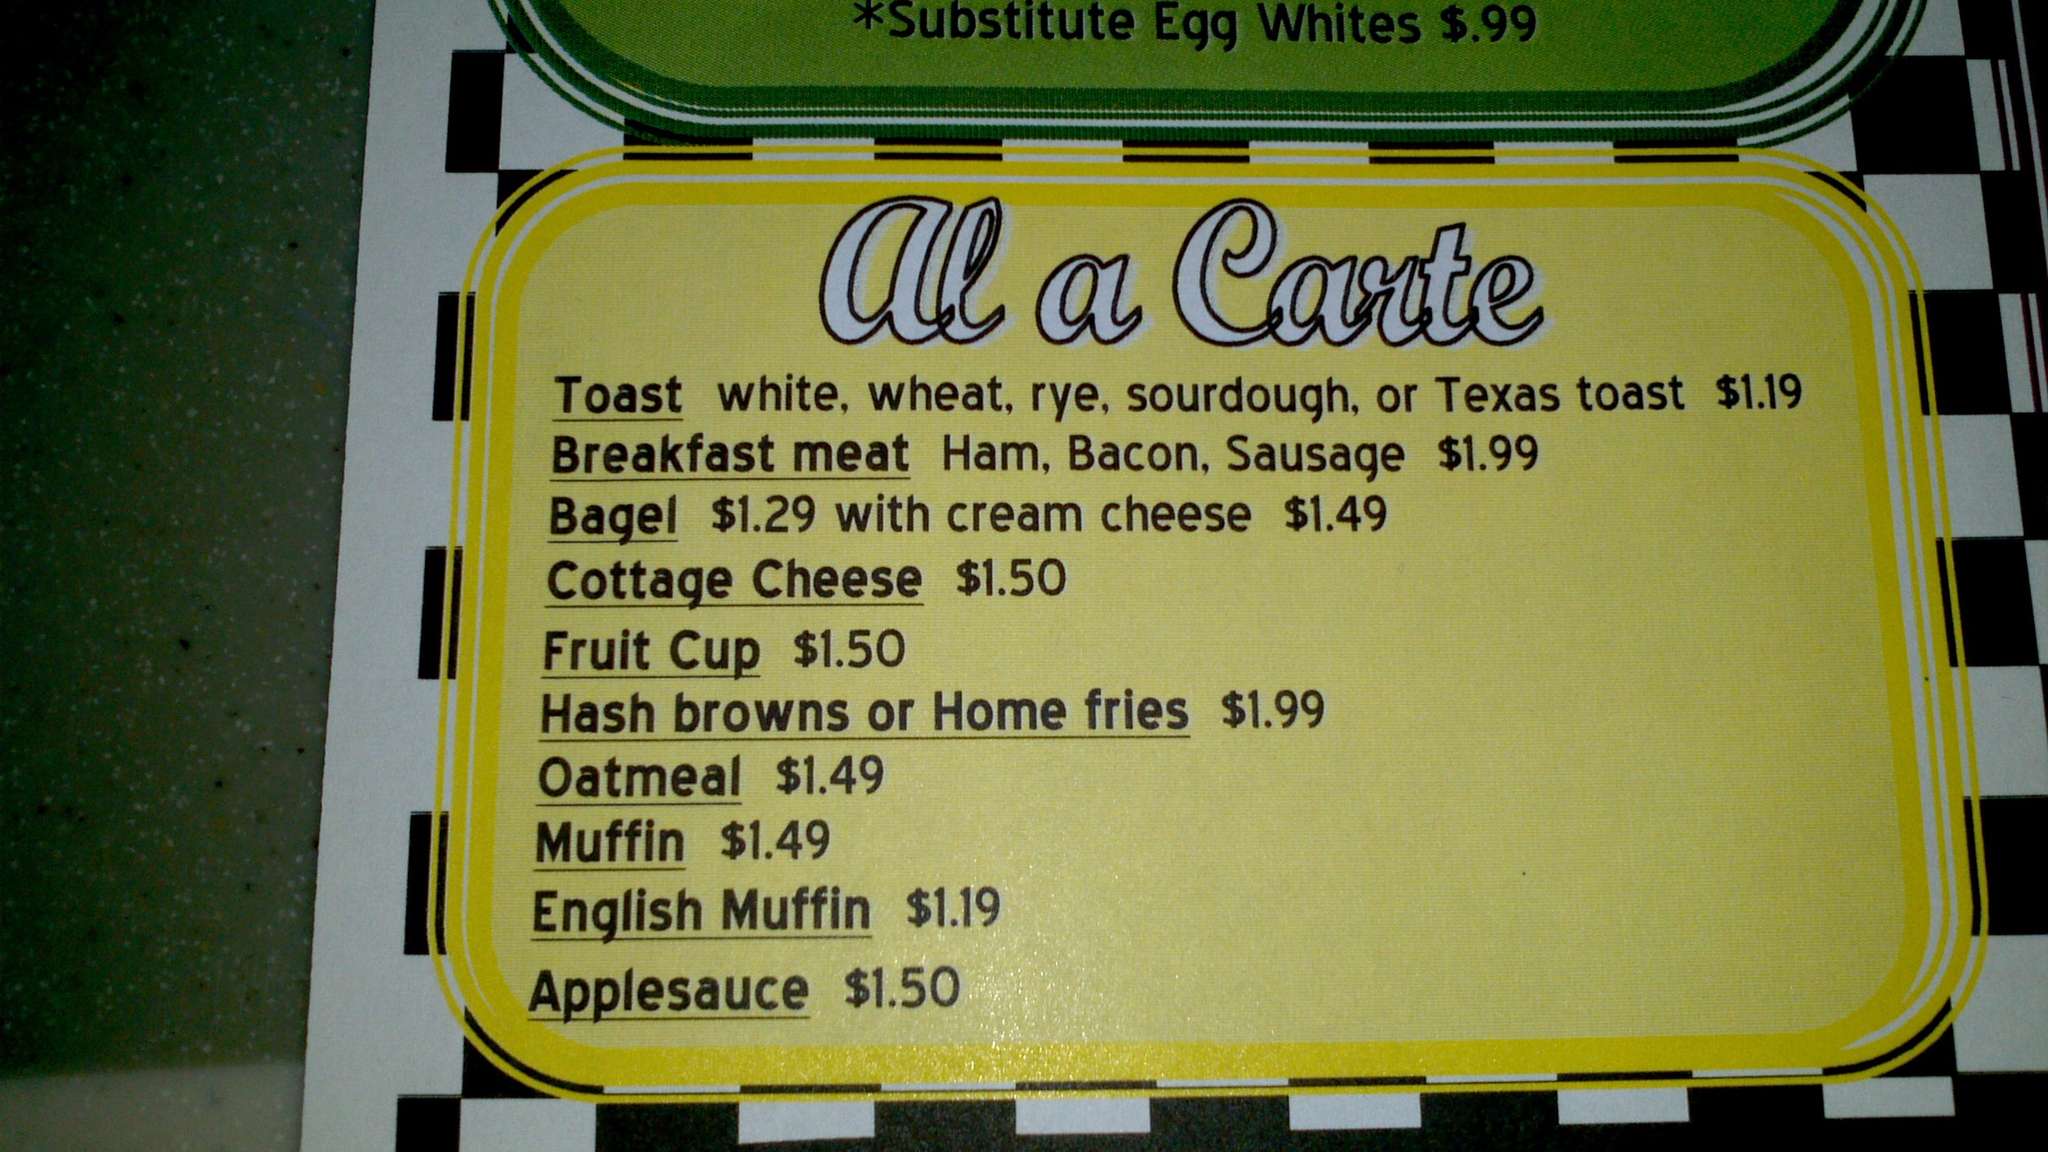 *Substitute Egg Whites $.99
Al a Carte
Toast white, wheat, rye, sourdough, or Texas toast $1.19
Breakfast meat Ham, Bacon, Sausage $1.99
Bagel $1.29 with cream cheese $1.49
Cottage Cheese $1.50
Fruit Cup $1.50
Hash browns or Home fries $1.99
Oatmeal $1.49
Muffin $1.49
English Muffin $1.19
Applesauce $1.50